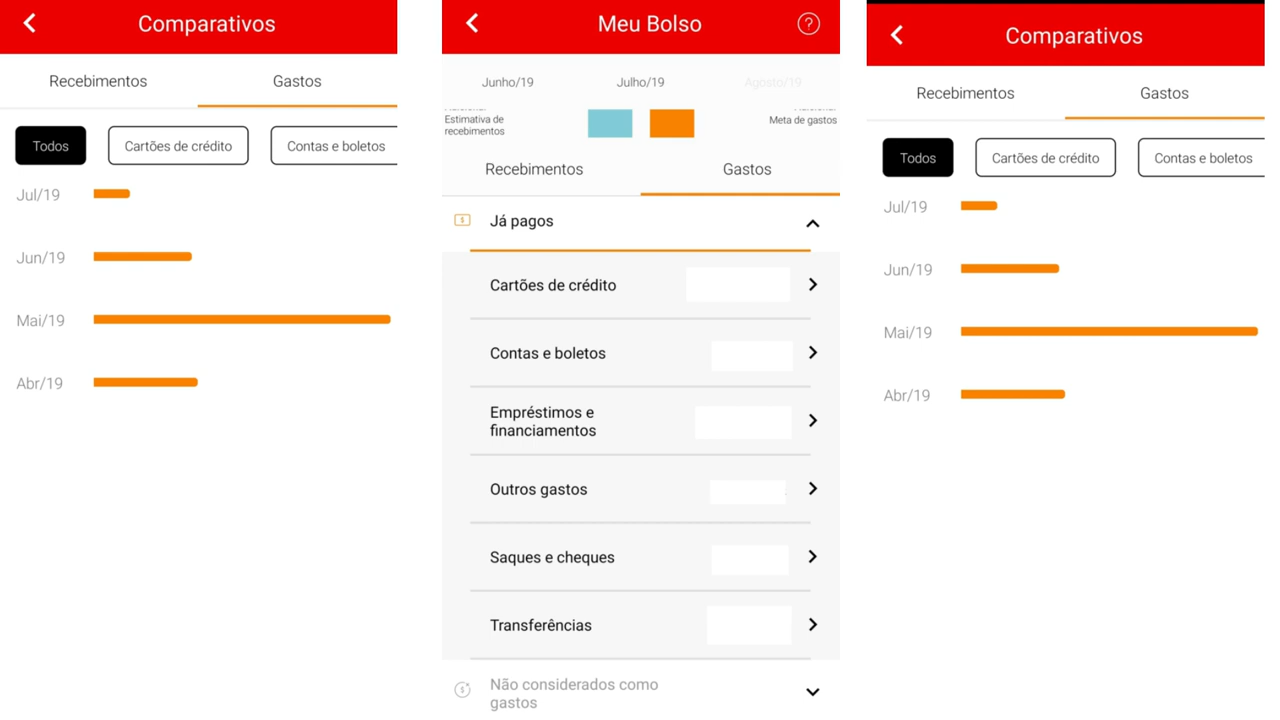 Comparativos
Recebimentos
Gastos
Todos
Cartões de crédito
Contas e boletos
Jul/19
Jun/19
Mai/19
Abr/19
Meu Bolso
?
Junho/19
Julho/19
Agosto/19
Estimativa de
recebimentos
Meta de gastos
Recebimentos
Gastos
$
Já pagos
Cartões de crédito
Contas e boletos
Empréstimos e
financiamentos
Outros gastos
Saques e cheques
Transferências
$
Não considerados como
gastos
Comparativos
Recebimentos
Gastos
Todos
Cartões de crédito
Contas e boletos
Jul/19
Jun/19
Mai/19
Abr/19